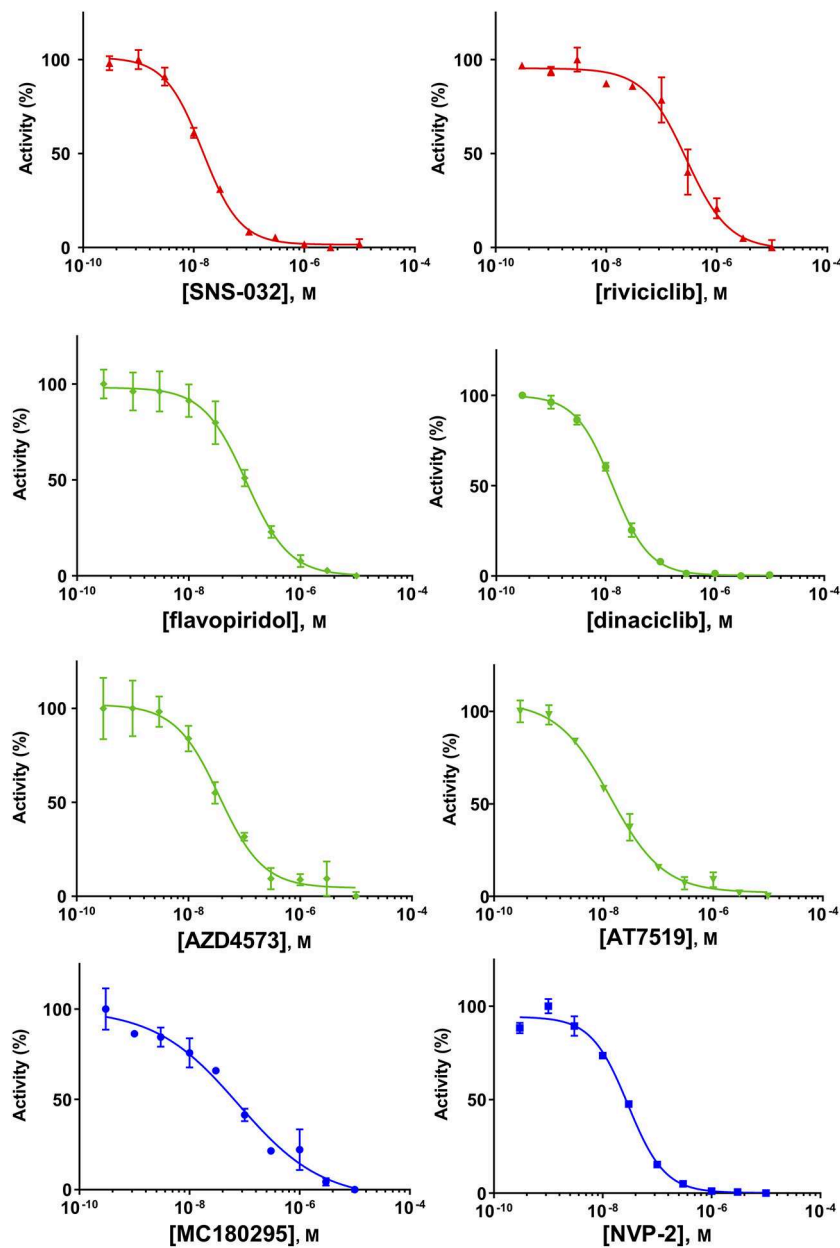 100
50
0
Activity (%)
10-10 10-8 10-6 10-4
[SNS-032], M
100
50
0
Activity (%)
10-10 10-8 10-6 10-4
[riviciclib], M
100
50
0
Activity (%)
10-10 10-8 10-6 10-4
[flavopiridol], M
100
50
0
Activity (%)
10-10 10-8 10-6 10-4
[dinaciclib], M
100
50
0
Activity (%)
10-10 10-8 10-6 10-4
[AZD4573], M
100
50
0
Activity (%)
10-10 10-8 10-6 10-4
[AT7519], M
100
50
0
Activity (%)
10-10 10-8 10-6 10-4
[MC180295], M
100
50
0
Activity (%)
10-10 10-8 10-6 10-4
[NVP-2], M